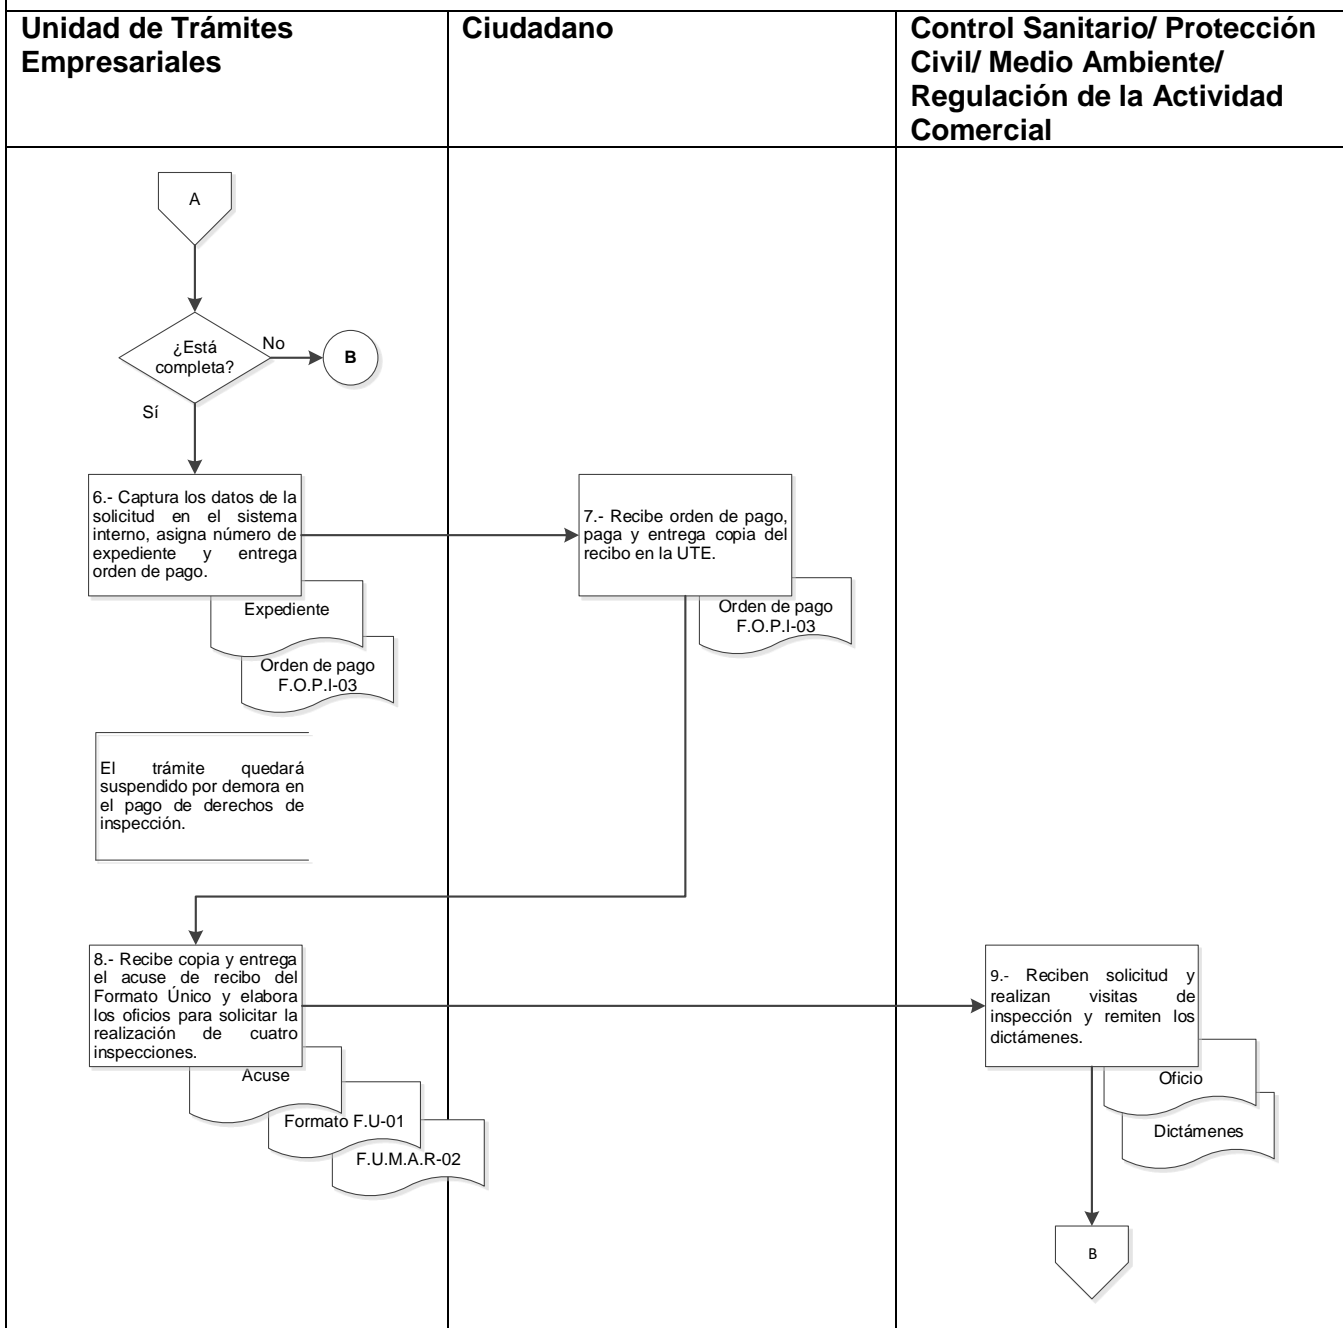 Unidad de Trámites
Empresariales
Ciudadano
Control Sanitario/ Protección
Civil/ Medio Ambiente/
Regulación de la Actividad
Comercial
A
¿Está
completa?
No
B
Sí
6.- Captura los datos de la
solicitud en el sistema
interno, asigna número de
expediente y entrega
orden de pago.
Expediente
Orden de pago
F.O.P.I-03
7.- Recibe orden de pago,
paga y entrega copia del
recibo en la UTE.
Orden de pago
F.O.P.I-03
El trámite quedará
suspendido por demora en
el pago de derechos de
inspección.
8.- Recibe copia y entrega
el acuse de recibo del
Formato Único y elabora
los oficios para solicitar la
realización de cuatro
inspecciones.
Acuse
Formato F.U-01
F.U.M.A.R-02
9.- Reciben solicitud y
realizan visitas de
inspección y remiten los
dictámenes.
Oficio
Dictámenes
B